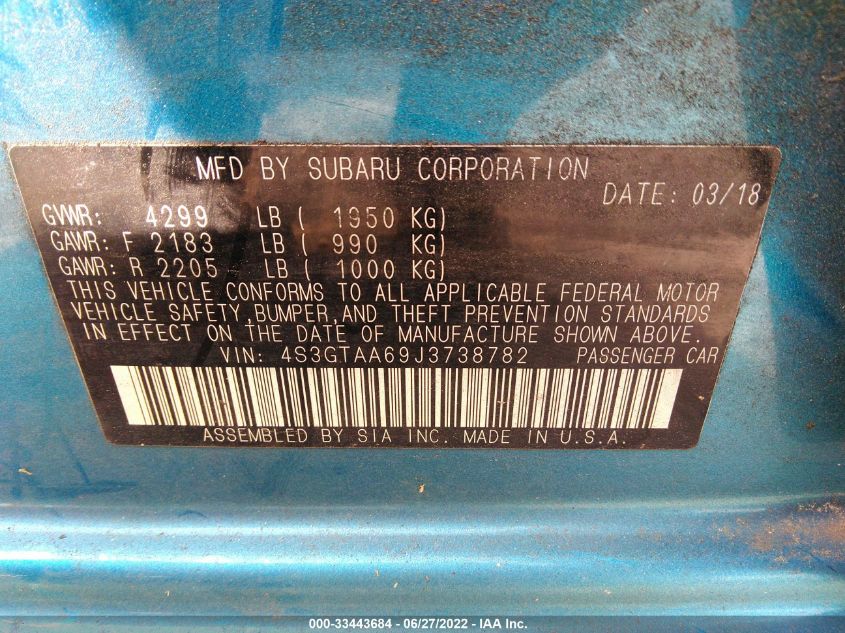 MFD BY SUBARU CORPORATION
DATE: 03/18
GVWR: 4299 LB ( 1950 KG)
GAWR: F 2183 LB ( 990 KG)
GAWR: R 2205 LB ( 1000 KG)
THIS VEHICLE CONFORMS TO ALL APPLICABLE FEDERAL MOTOR
VEHICLE SAFETY,BUMPER,AND THEFT PREVENTION STANDARDS
IN EFFECT ON THE DATE OF MANUFACTURE SHOWN ABOVE.
VIN: 4S3GTAA69J3738782 PASSENGER CAR
ASSEMBLED BY SIA INC. MADE IN U.S.A.
000-33443684 - 06/27/2022 - IAA Inc.